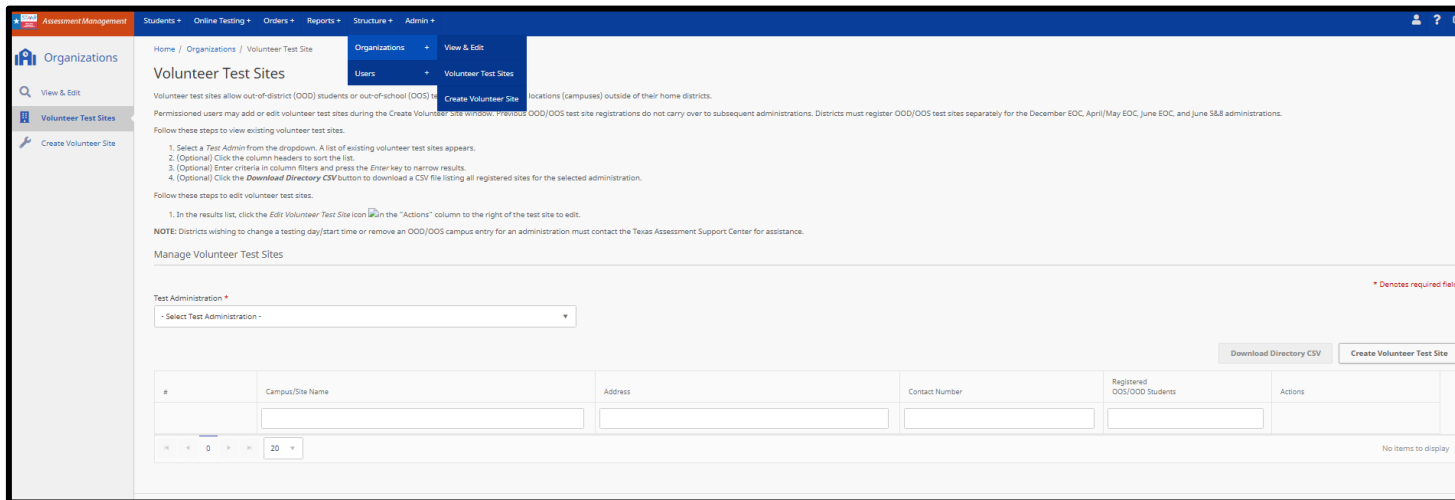 Assessment Management
Students + Online Testing + Orders + Reports + Structure + Admin +
?
Organizations
View & Edit
Volunteer Test Sites
Create Volunteer Site
Organizations + View & Edit
Users + Volunteer Test Sites
Create Volunteer Site
Home / Organizations / Volunteer Test Site
Volunteer Test Sites
Volunteer test sites allow out-of-district (OOD) students or out-of-school (OOS) te locations (campuses) outside of their home districts.
Permissioned users may add or edit volunteer test sites during the Create Volunteer Site window. Previous OOD/OOS test site registrations do not carry over to subsequent administrations. Districts must register OOD/OOS test sites separately for the December EOC, April/May EOC, June EOC, and June 5&8 administrations.
Follow these steps to view existing volunteer test sites.
1. Select a Test Admin from the dropdown. A list of existing volunteer test sites appears.
2. (Optional) Click the column headers to sort the list.
3. (Optional) Enter criteria in column filters and press the Enter key to narrow results.
4. (Optional) Click the Download Directory CSV button to download a CSV file listing all registered sites for the selected administration.
Follow these steps to edit volunteer test sites.
1. In the results list, click the Edit Volunteer Test Site icon in the "Actions" column to the right of the test site to edit.
NOTE: Districts wishing to change a testing day/start time or remove an OOD/OOS campus entry for an administration must contact the Texas Assessment Support Center for assistance.
Manage Volunteer Test Sites
* Denotes required fiel
Test Administration *
- Select Test Administration -
Download Directory CSV Create Volunteer Test Site
# Campus/Site Name Address Contact Number Registered OOS/OOD Students Actions
0 20 No items to display